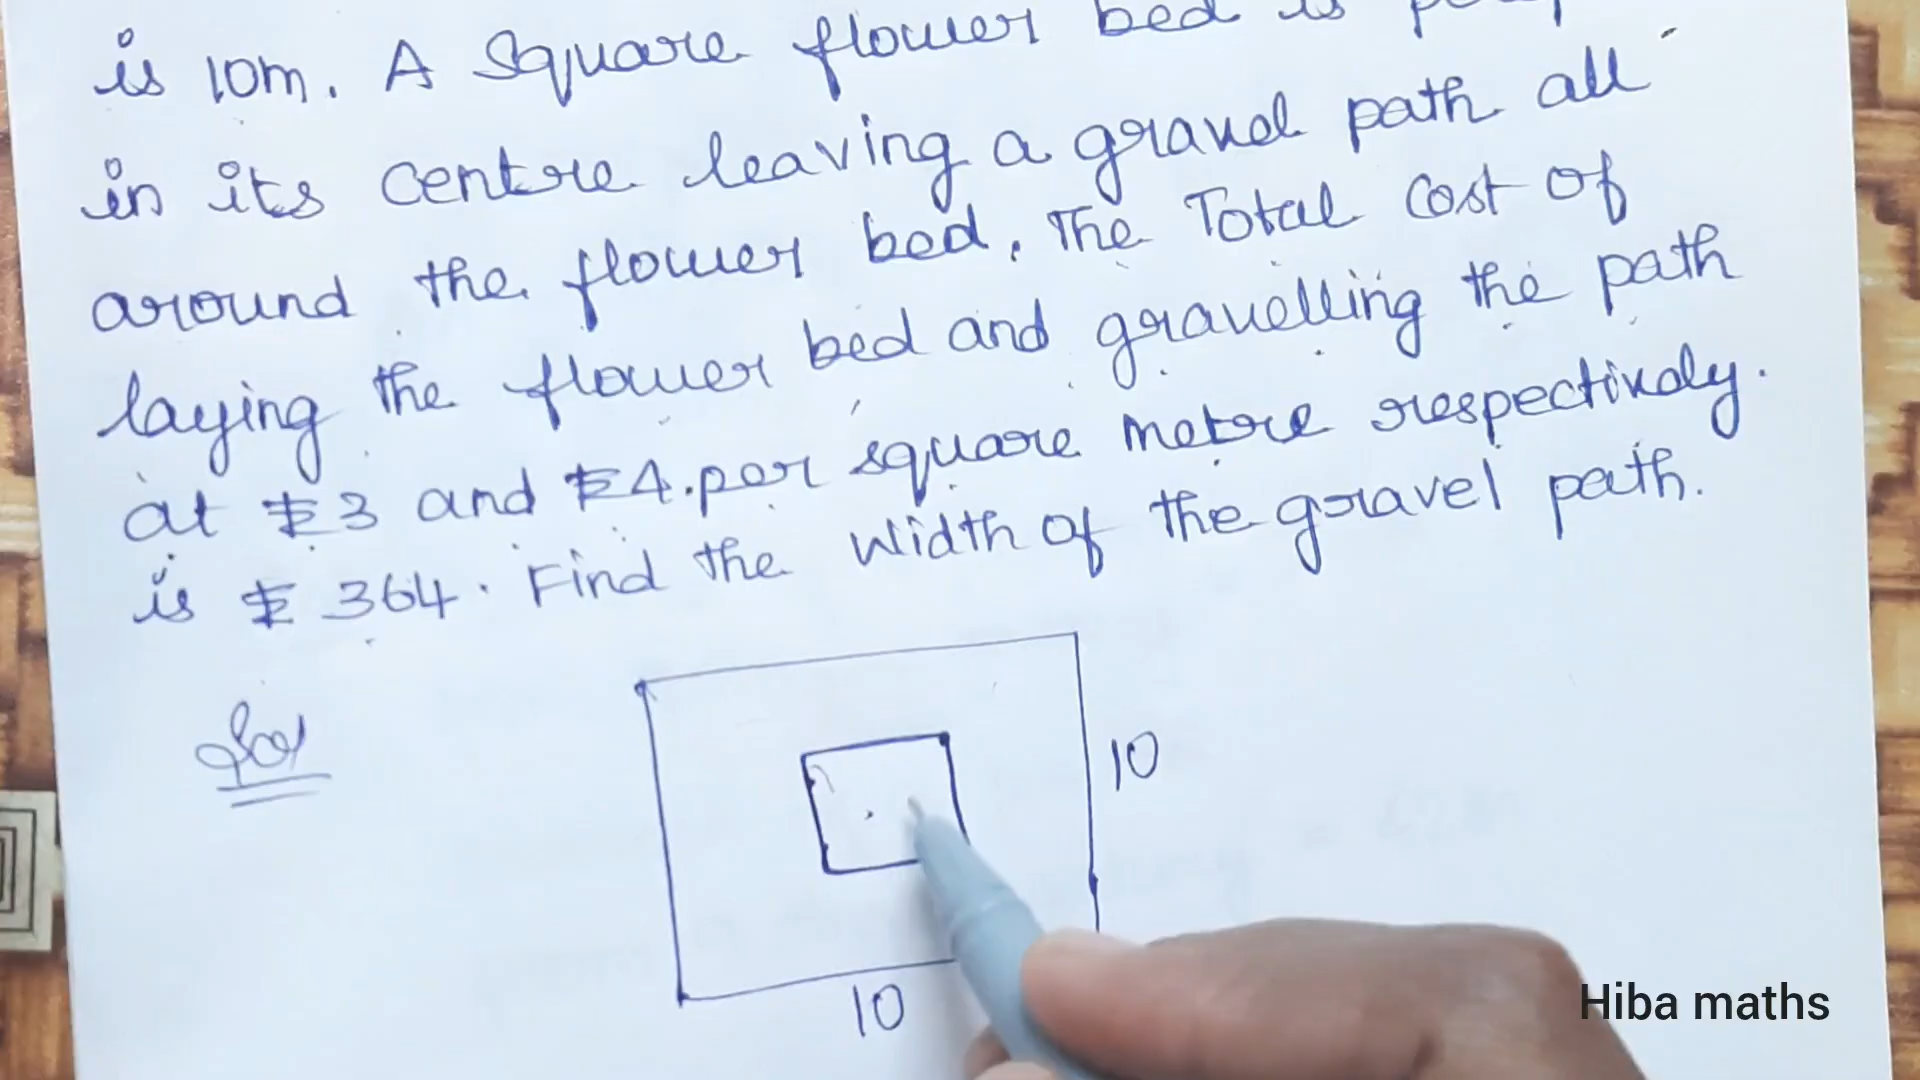 is 10m. A Square flower bed is
in its centre leaving a gravel path all
around the flower bed. The Total Cost of
laying the flower bed and gravelling the path
at ₹3 and ₹4 per square metre respectively.
is ₹ 364. Find the width of the gravel path.
Sol
10
10
Hiba maths